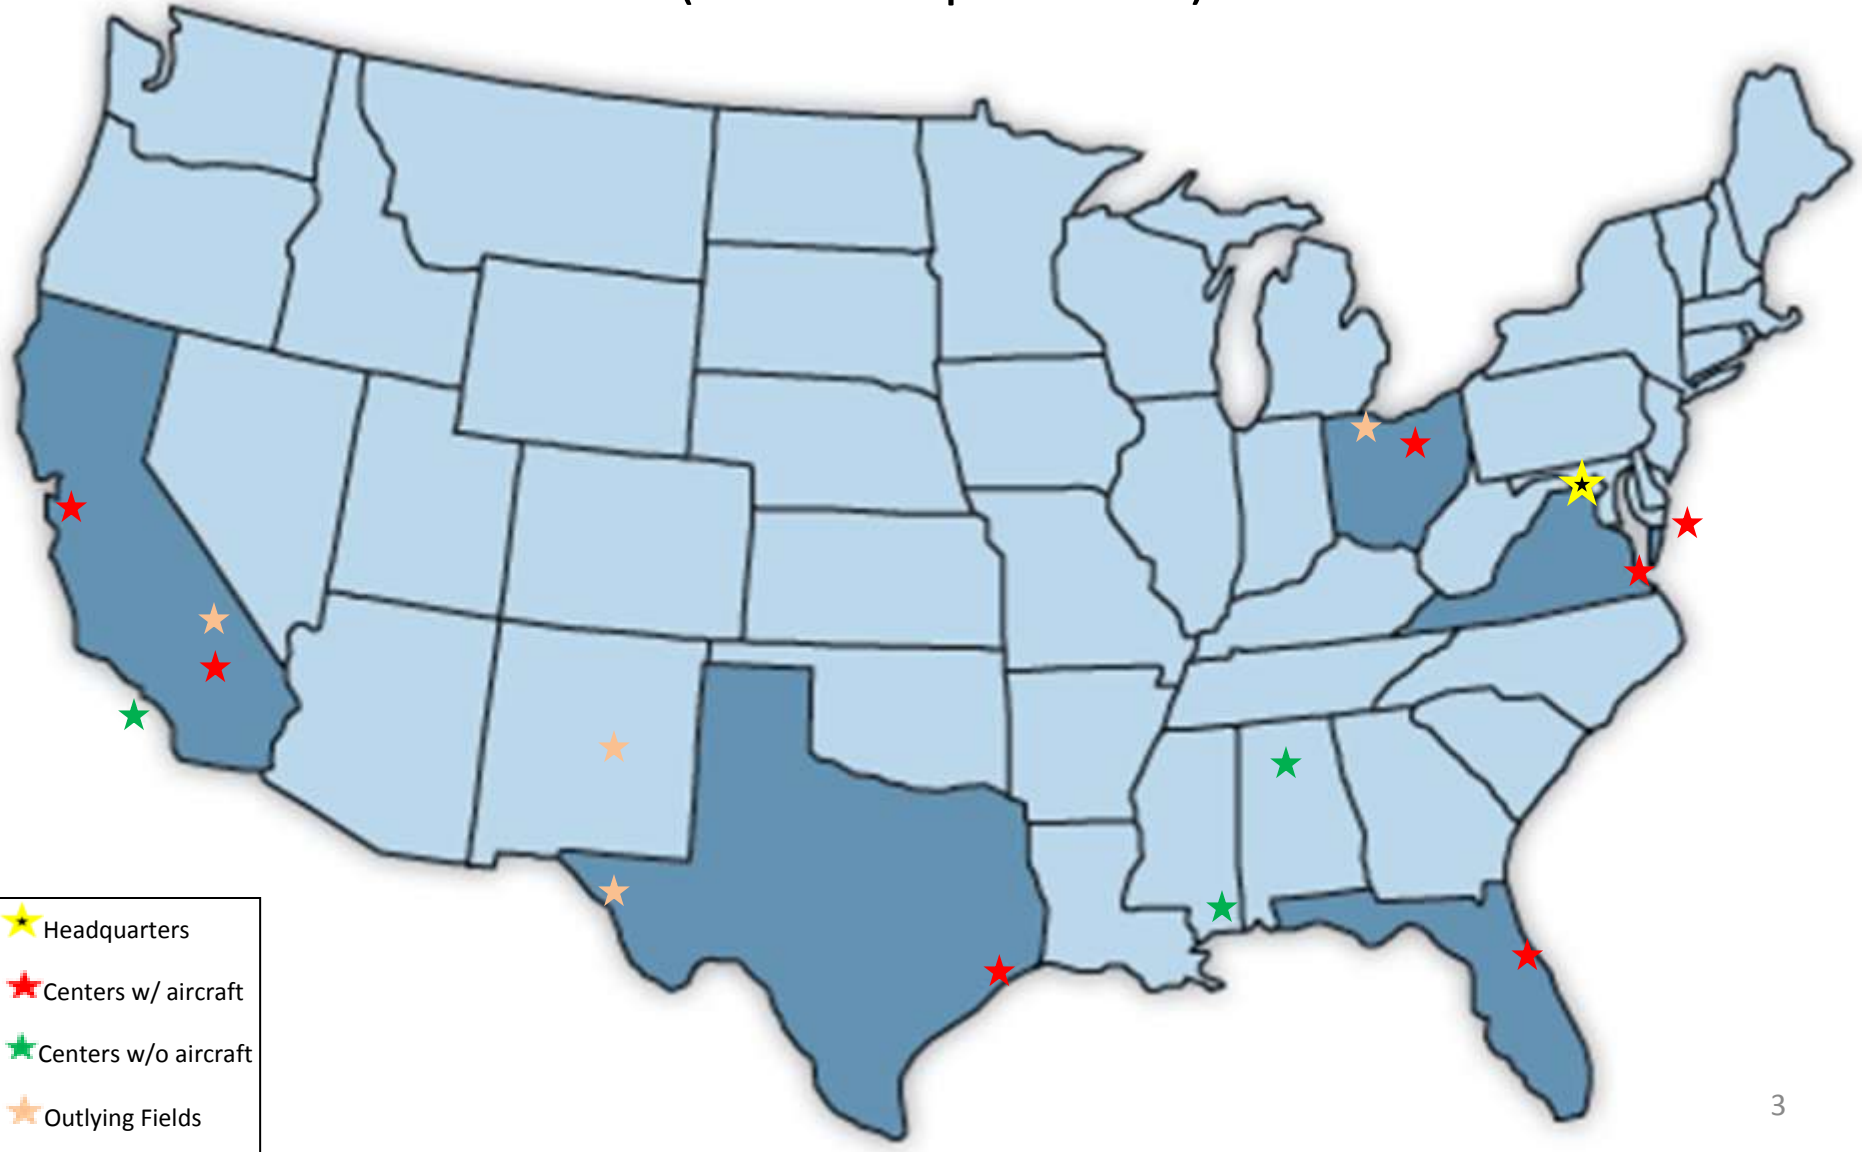 Headquarters
Centers w/ aircraft
Centers w/o aircraft
Outlying Fields
3